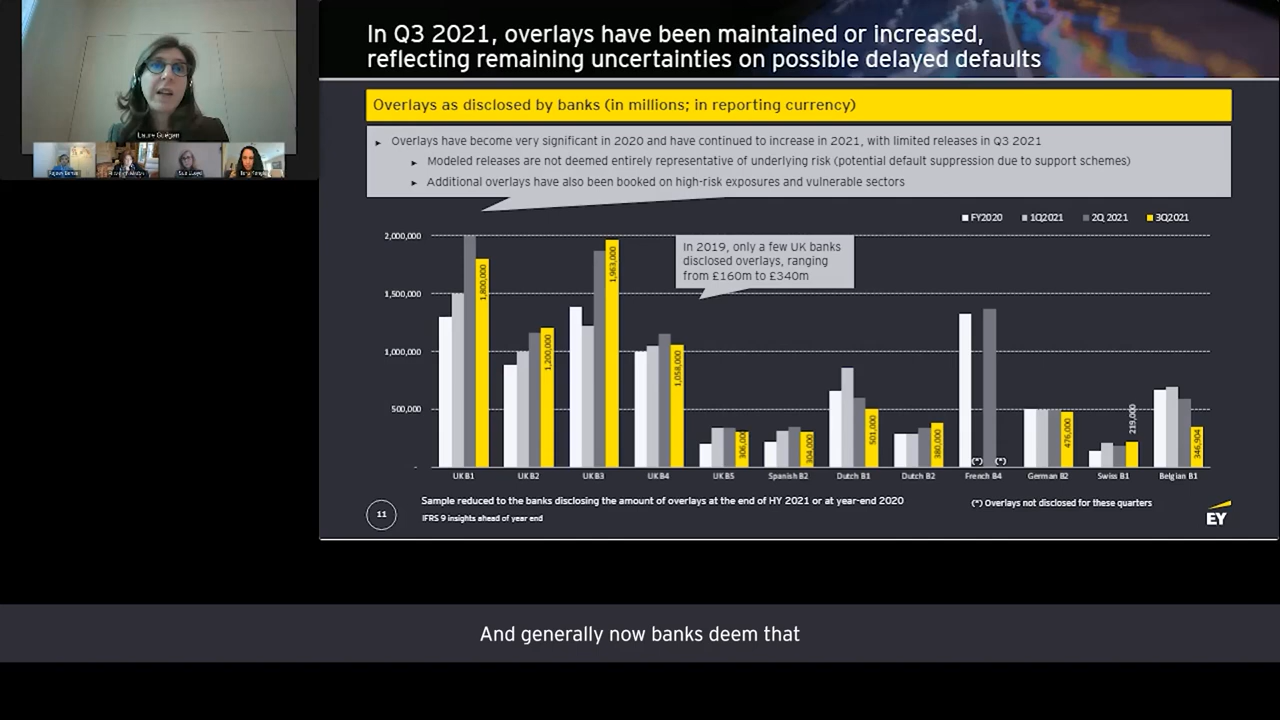 Laure Guégan
In Q3 2021, overlays have been maintained or increased,
reflecting remaining uncertainties on possible delayed defaults
Overlays as disclosed by banks (in millions; in reporting currency)
► Overlays have become very significant in 2020 and have continued to increase in 2021, with limited releases in Q3 2021
► Modeled releases are not deemed entirely representative of underlying risk (potential default suppression due to support schemes)
► Additional overlays have also been booked on high-risk exposures and vulnerable sectors
FY2020 1Q2021 2Q 2021 3Q2021
In 2019, only a few UK banks
disclosed overlays, ranging
from £160m to £340m
2,000,000
1,500,000
1,000,000
500,000
-
1,800,000
1,200,000
1,963,000
1,058,000
306,000
304,000
501,000
380,000
(*) (*)
476,000
219,000
346,904
UK B1 UK B2 UK B3 UK B4 UK B5 Spanish B2 Dutch B1 Dutch B2 French B4 German B2 Swiss B1 Belgian B1
Sample reduced to the banks disclosing the amount of overlays at the end of HY 2021 or at year-end 2020
(*) Overlays not disclosed for these quarters
11
IFRS 9 insights ahead of year end
EY
And generally now banks deem that